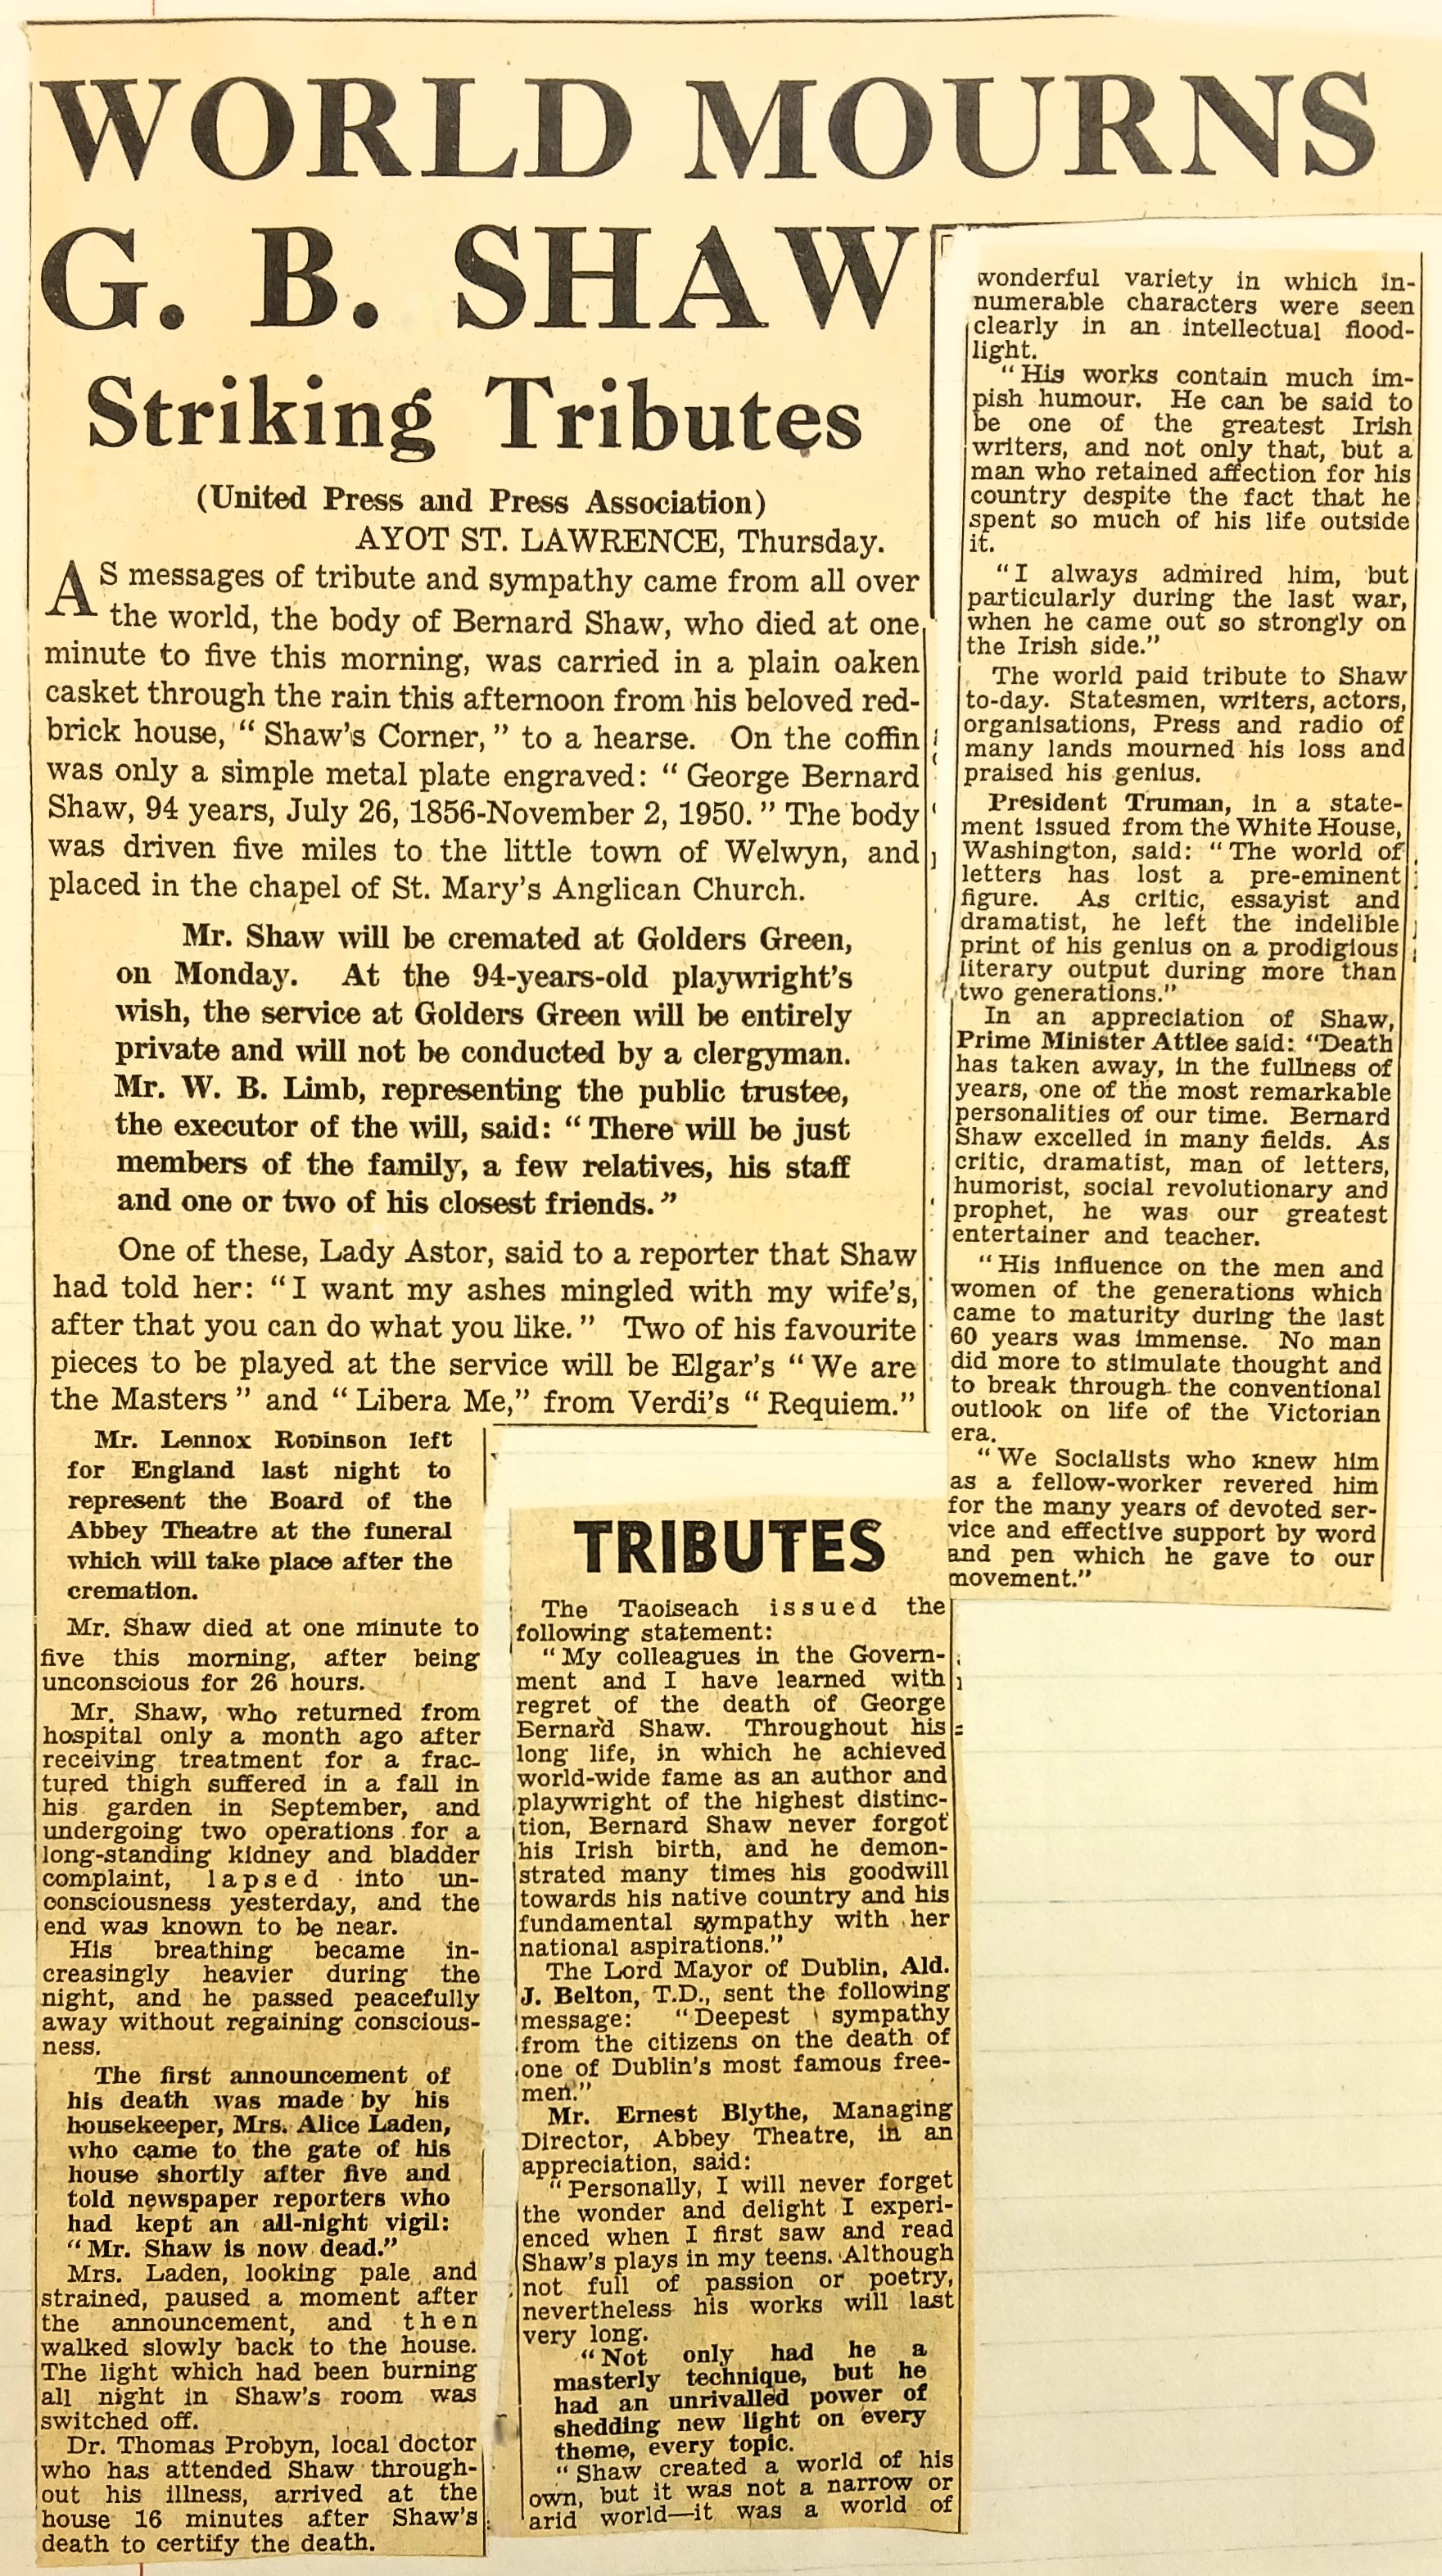 WORLD MOURNS
G. B. SHAW
Striking Tributes
(United Press and Press Association)
AYOT ST. LAWRENCE, Thursday.
AS messages of tribute and sympathy came from all over
the world, the body of Bernard Shaw, who died at one
minute to five this morning, was carried in a plain oaken
casket through the rain this afternoon from his beloved red-
brick house, “ Shaw’s Corner,” to a hearse. On the coffin
was only a simple metal plate engraved: “ George Bernard
Shaw, 94 years, July 26, 1856-November 2, 1950.” The body
was driven five miles to the little town of Welwyn, and
placed in the chapel of St. Mary’s Anglican Church.
Mr. Shaw will be cremated at Golders Green,
on Monday. At the 94-years-old playwright’s
wish, the service at Golders Green will be entirely
private and will not be conducted by a clergyman.
Mr. W. B. Limb, representing the public trustee,
the executor of the will, said: “ There will be just
members of the family, a few relatives, his staff
and one or two of his closest friends.”
One of these, Lady Astor, said to a reporter that Shaw
had told her: “I want my ashes mingled with my wife’s,
after that you can do what you like.” Two of his favourite
pieces to be played at the service will be Elgar’s “We are
the Masters” and “Libera Me,” from Verdi’s “Requiem.”
Mr. Lennox Robinson left
for England last night to
represent the Board of the
Abbey Theatre at the funeral
which will take place after the
cremation.
Mr. Shaw died at one minute to
five this morning, after being
unconscious for 26 hours.
Mr. Shaw, who returned from
hospital only a month ago after
receiving treatment for a frac-
tured thigh suffered in a fall in
his garden in September, and
undergoing two operations for a
long-standing kidney and bladder
complaint, lapsed into un-
consciousness yesterday, and the
end was known to be near.
His breathing became in-
creasingly heavier during the
night, and he passed peacefully
away without regaining conscious-
ness.
The first announcement of
his death was made by his
housekeeper, Mrs. Alice Laden,
who came to the gate of his
house shortly after five and
told newspaper reporters who
had kept an all-night vigil:
“Mr. Shaw is now dead.”
Mrs. Laden, looking pale and
strained, paused a moment after
the announcement, and then
walked slowly back to the house.
The light which had been burning
all night in Shaw’s room was
switched off.
Dr. Thomas Probyn, local doctor
who has attended Shaw through-
out his illness, arrived at the
house 16 minutes after Shaw’s
death to certify the death.
TRIBUTES
The Taoiseach issued the
following statement:
“My colleagues in the Govern-
ment and I have learned with
regret of the death of George
Bernard Shaw. Throughout his
long life, in which he achieved
world-wide fame as an author and
playwright of the highest distinc-
tion, Bernard Shaw never forgot
his Irish birth, and he demon-
strated many times his goodwill
towards his native country and his
fundamental sympathy with her
national aspirations.”
The Lord Mayor of Dublin, Ald.
J. Belton, T.D., sent the following
message: “Deepest sympathy
from the citizens on the death of
one of Dublin’s most famous free-
men.”
Mr. Ernest Blythe, Managing
Director, Abbey Theatre, in an
appreciation, said:
“Personally, I will never forget
the wonder and delight I experi-
enced when I first saw and read
Shaw’s plays in my teens. Although
not full of passion or poetry,
nevertheless his works will last
very long.
“Not only had he a
masterly technique, but he
had an unrivalled power of
shedding new light on every
theme, every topic.
“Shaw created a world of his
own, but it was not a narrow or
arid world—it was a world of
wonderful variety in which in-
numerable characters were seen
clearly in an intellectual flood-
light.
“His works contain much im-
pish humour. He can be said to
be one of the greatest Irish
writers, and not only that, but a
man who retained affection for his
country despite the fact that he
spent so much of his life outside
it.
“I always admired him, but
particularly during the last war,
when he came out so strongly on
the Irish side.”
The world paid tribute to Shaw
to-day. Statesmen, writers, actors,
organisations, Press and radio of
many lands mourned his loss and
praised his genius.
President Truman, in a state-
ment issued from the White House,
Washington, said: “The world of
letters has lost a pre-eminent
figure. As critic, essayist and
dramatist, he left the indelible
print of his genius on a prodigious
literary output during more than
two generations.”
In an appreciation of Shaw,
Prime Minister Attlee said: “Death
has taken away, in the fullness of
years, one of the most remarkable
personalities of our time. Bernard
Shaw excelled in many fields. As
critic, dramatist, man of letters,
humorist, social revolutionary and
prophet, he was our greatest
entertainer and teacher.
“His influence on the men and
women of the generations which
came to maturity during the last
60 years was immense. No man
did more to stimulate thought and
to break through the conventional
outlook on life of the Victorian
era.
“We Socialists who knew him
as a fellow-worker revered him
for the many years of devoted ser-
vice and effective support by word
and pen which he gave to our
movement.”